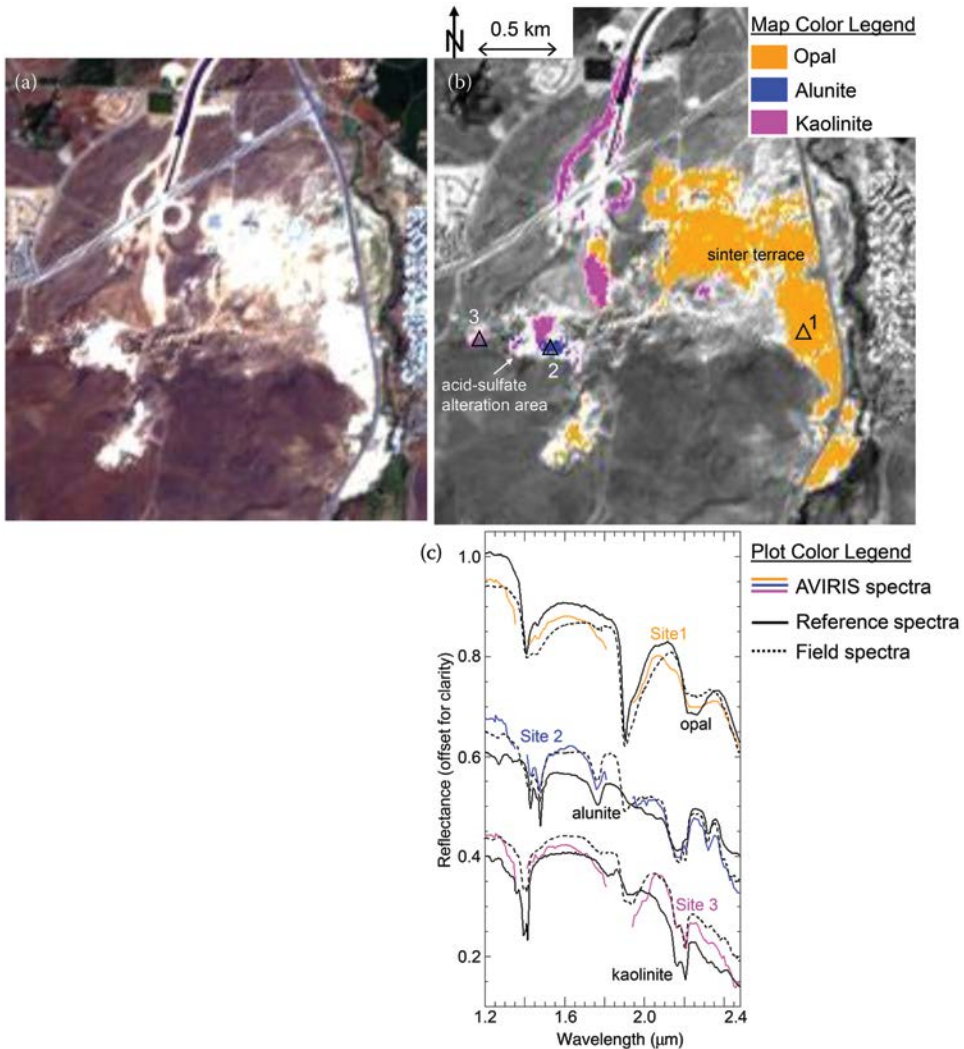 (a)
N
0.5 km
(b)
Map Color Legend
Opal
Alunite
Kaolinite
sinter terrace
1
3
2
acid-sulfate
alteration area
(c)
1.0
0.8
0.6
0.4
0.2
Reflectance (offset for clarity)
Site1
opal
Site 2
alunite
Site 3
kaolinite
1.2
1.6
2.0
2.4
Wavelength (μm)
Plot Color Legend
AVIRIS spectra
Reference spectra
Field spectra